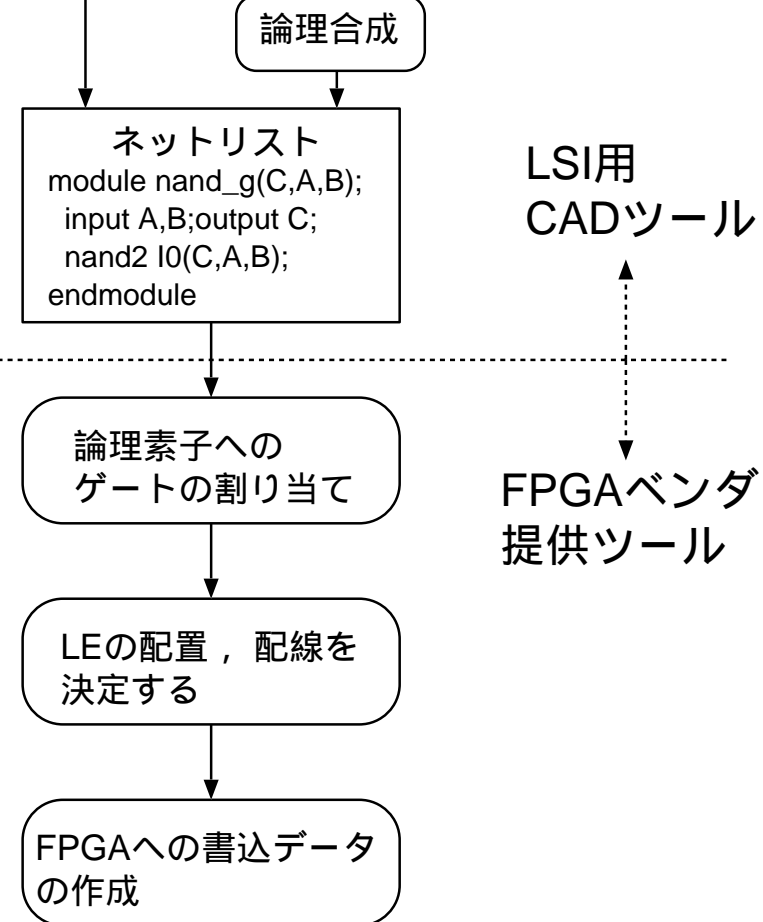 論理合成
ネットリスト
module nand_g(C,A,B);
input A,B;output C;
nand2 I0(C,A,B);
endmodule
LSI用
CADツール
論理素子への
ゲートの割り当て
FPGAベンダ
提供ツール
LEの配置，配線を
決定する
FPGAへの書込データ
の作成